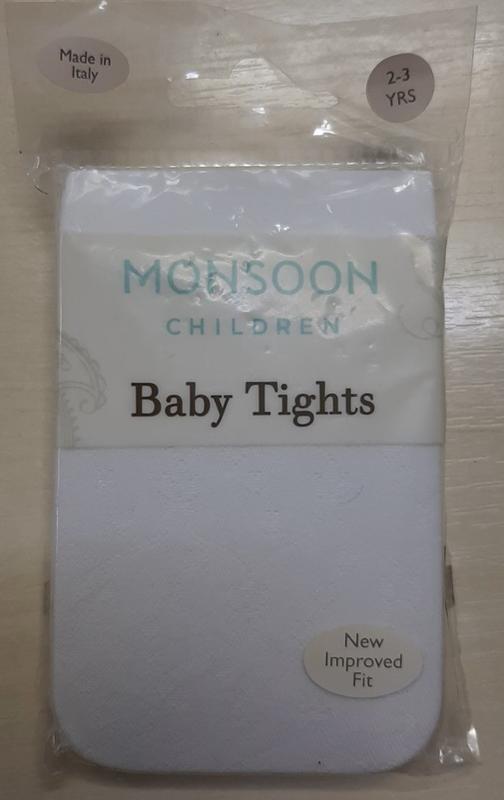 Made in
Italy
2-3
YRS
MONSOON
CHILDREN
Baby Tights
New
Improved
Fit